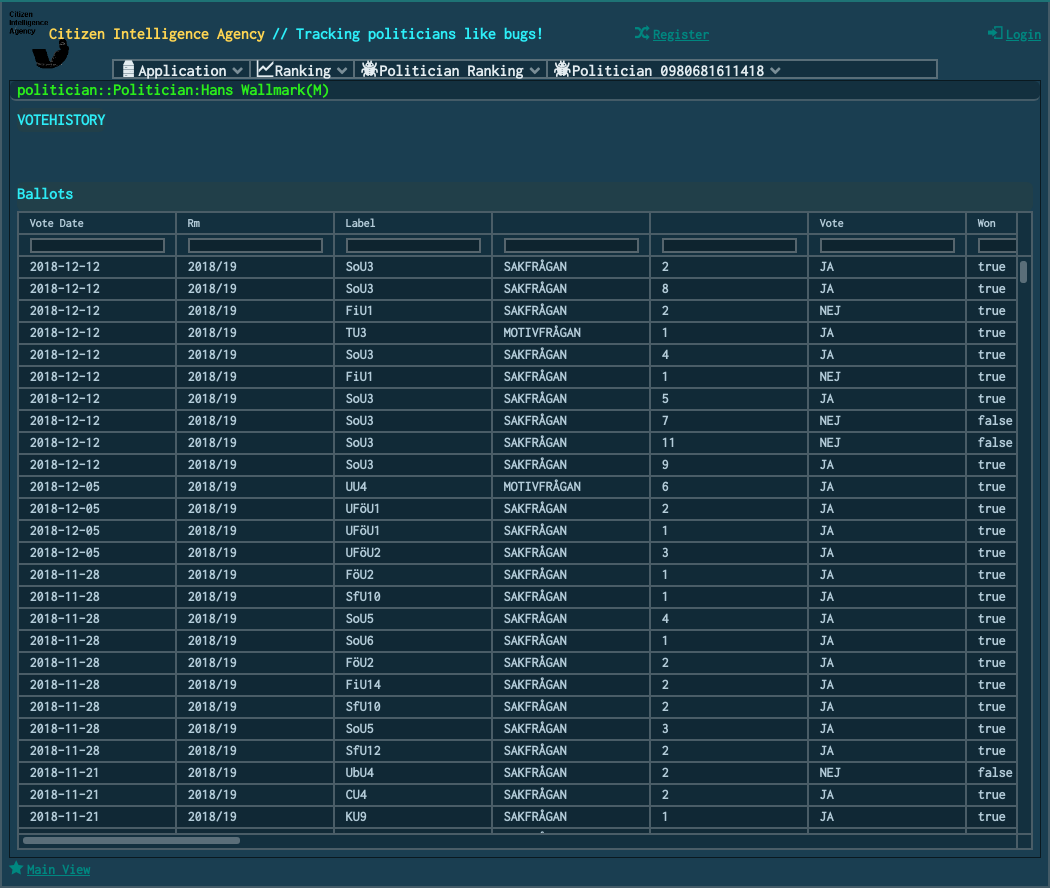 Citizen
Intelligence
Agency
Citizen Intelligence Agency // Tracking politicians like bugs!
Register
Login
Application
Ranking
Politician Ranking
Politician 0980681611418
politician::Politician:Hans Wallmark(M)
VOTEHISTORY
Ballots
Vote Date Rm Label Vote Won
2018-12-12 2018/19 SoU3 SAKFRÅGAN 2 JA true
2018-12-12 2018/19 SoU3 SAKFRÅGAN 8 JA true
2018-12-12 2018/19 FiU1 SAKFRÅGAN 2 NEJ true
2018-12-12 2018/19 TU3 MOTIVFRÅGAN 1 JA true
2018-12-12 2018/19 SoU3 SAKFRÅGAN 4 JA true
2018-12-12 2018/19 FiU1 SAKFRÅGAN 1 NEJ true
2018-12-12 2018/19 SoU3 SAKFRÅGAN 5 JA true
2018-12-12 2018/19 SoU3 SAKFRÅGAN 7 NEJ false
2018-12-12 2018/19 SoU3 SAKFRÅGAN 11 NEJ false
2018-12-12 2018/19 SoU3 SAKFRÅGAN 9 JA true
2018-12-05 2018/19 UU4 MOTIVFRÅGAN 6 JA true
2018-12-05 2018/19 UFöU1 SAKFRÅGAN 2 JA true
2018-12-05 2018/19 UFöU1 SAKFRÅGAN 1 JA true
2018-12-05 2018/19 UFöU2 SAKFRÅGAN 3 JA true
2018-11-28 2018/19 FöU2 SAKFRÅGAN 1 JA true
2018-11-28 2018/19 SfU10 SAKFRÅGAN 1 JA true
2018-11-28 2018/19 SoU5 SAKFRÅGAN 4 JA true
2018-11-28 2018/19 SoU6 SAKFRÅGAN 1 JA true
2018-11-28 2018/19 FöU2 SAKFRÅGAN 2 JA true
2018-11-28 2018/19 FiU14 SAKFRÅGAN 2 JA true
2018-11-28 2018/19 SfU10 SAKFRÅGAN 2 JA true
2018-11-28 2018/19 SoU5 SAKFRÅGAN 3 JA true
2018-11-28 2018/19 SfU12 SAKFRÅGAN 2 JA true
2018-11-21 2018/19 UbU4 SAKFRÅGAN 2 NEJ false
2018-11-21 2018/19 CU4 SAKFRÅGAN 2 JA true
2018-11-21 2018/19 KU9 SAKFRÅGAN 1 JA true
Main View